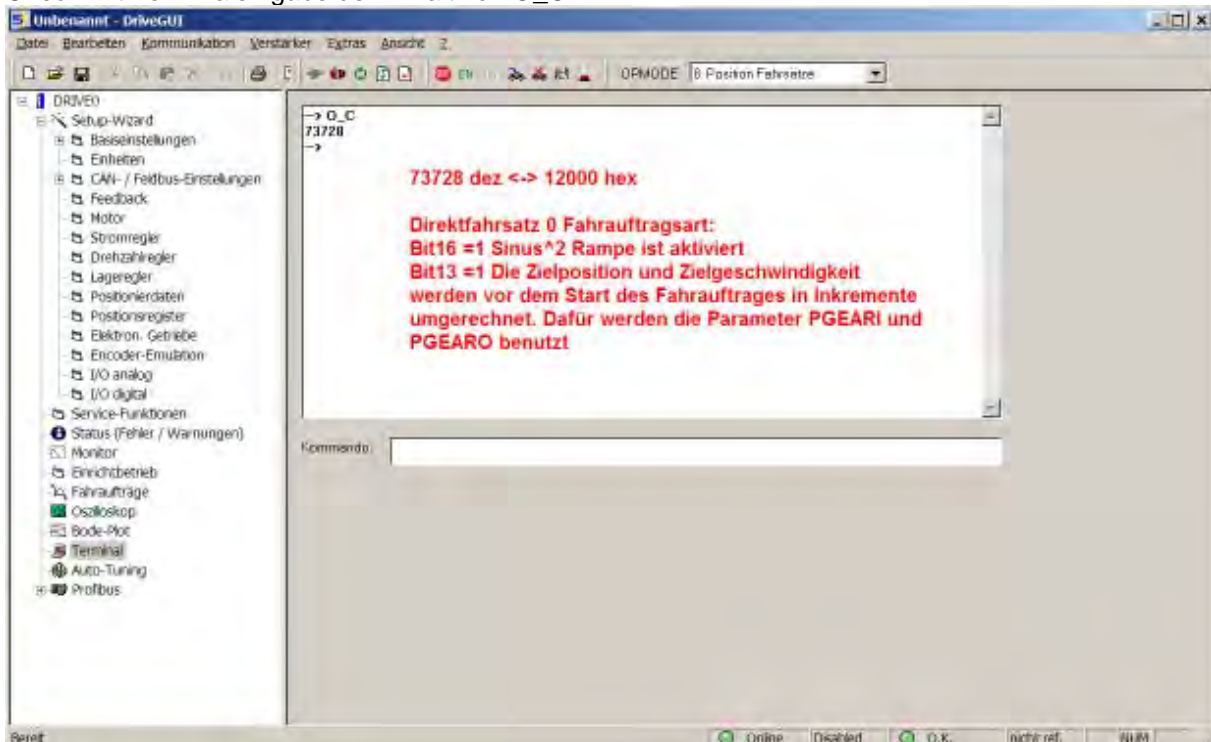 Unbenannt - DriveGUI
Datei Bearbeiten Kommunikation Verstärker Extras Ansicht ?
OPMODE 8 Position Fahrsätze
DRIVE0
Setup-Wizard
Basiseinstellungen
Einheiten
CAN- / Feldbus-Einstellungen
Feedback
Motor
Stromregler
Drehzahlregler
Lageregler
Positionierdaten
Positionsregister
Elektron. Getriebe
Encoder-Emulation
I/O analog
I/O digital
Service-Funktionen
Status (Fehler / Warnungen)
Monitor
Einrichtbetrieb
Fahraufträge
Oszilloskop
Bode-Plot
Terminal
Auto-Tuning
Profibus
--> O_C
73728
-->
73728 dez <-> 12000 hex
Direktfahrsatz 0 Fahrauftragsart:
Bit16 =1 Sinus^2 Rampe ist aktiviert
Bit13 =1 Die Zielposition und Zielgeschwindigkeit
werden vor dem Start des Fahrauftrages in Inkremente
umgerechnet. Dafür werden die Parameter PGEARI und
PGEARO benutzt
Kommando:
Bereit
Online Disabled O.K. nicht ref. NUM